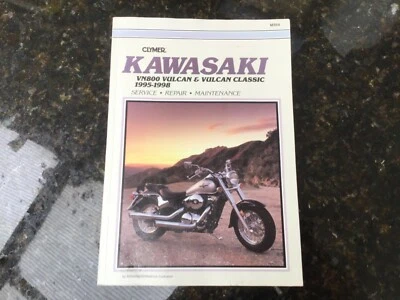 CLYMER
KAWASAKI
VN800 VULCAN & VULCAN CLASSIC
1995-1998
SERVICE • REPAIR • MAINTENANCE